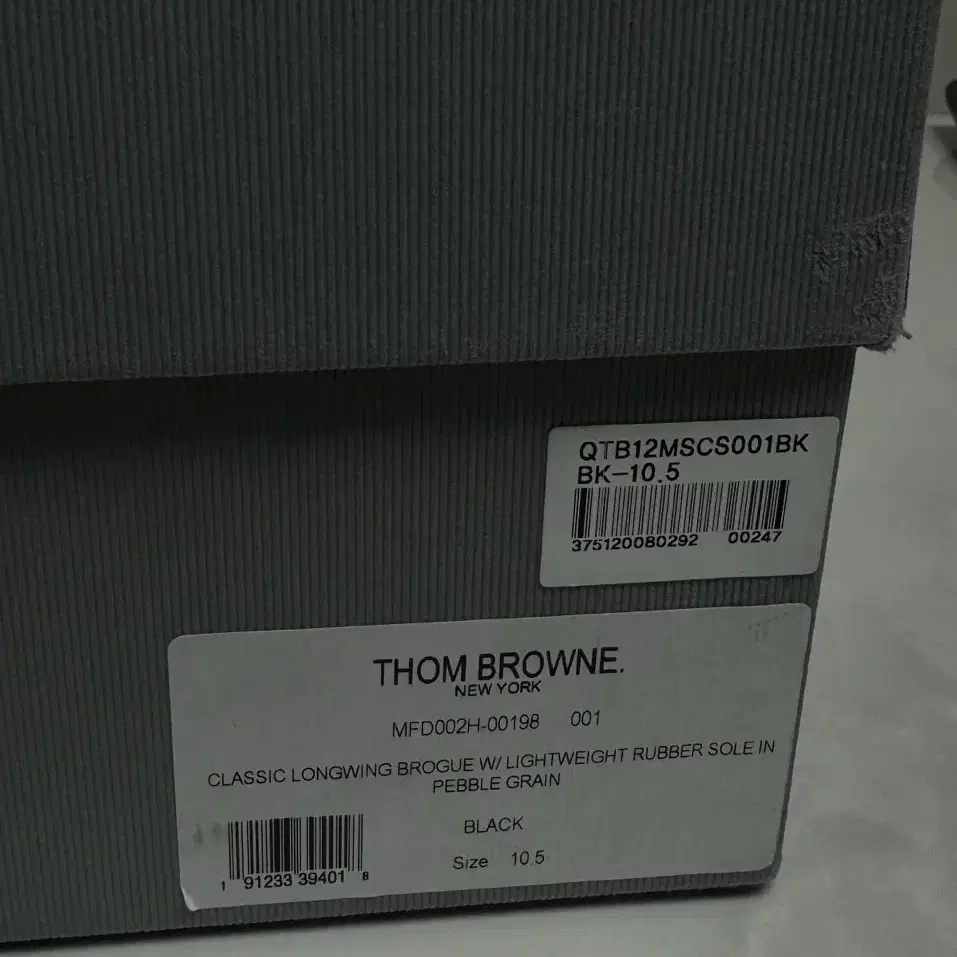 QTB12MSCS001BK
BK-10.5
375120080292 00247
THOM BROWNE.
NEW YORK
MFD002H-00198 001
CLASSIC LONGWING BROGUE W/ LIGHTWEIGHT RUBBER SOLE IN
PEBBLE GRAIN
BLACK
Size 10.5
1 91233 39401 8